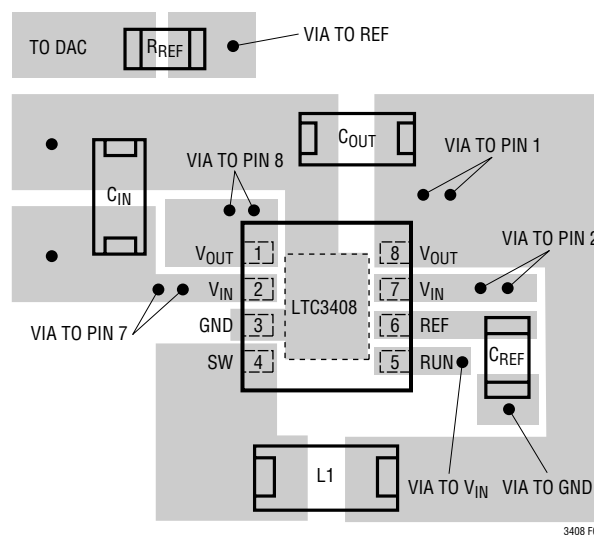 TO DAC
RREF
VIA TO REF
COUT
VIA TO PIN 1
VIA TO PIN 8
CIN
VOUT 1
8 VOUT
VIA TO PIN 2
VIN 2
7 VIN
LTC3408
VIA TO PIN 7
GND 3
6 REF
SW 4
5 RUN
CREF
L1
VIA TO VIN
VIA TO GND
3408